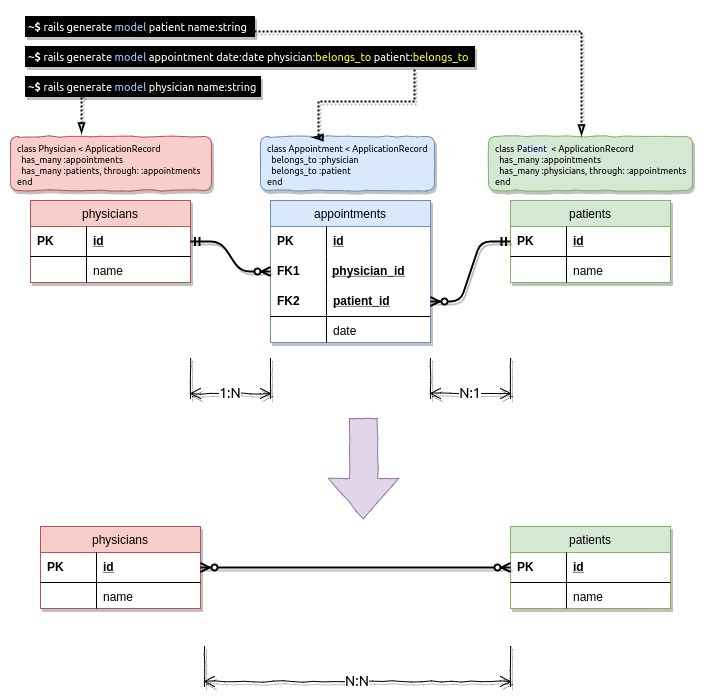 ~$ rails generate model patient name:string
~$ rails generate model appointment date:date physician:belongs_to patient:belongs_to
~$ rails generate model physician name:string
class Physician < ApplicationRecord
has_many :appointments
has_many :patients, through: :appointments
end
class Appointment < ApplicationRecord
belongs_to :physician
belongs_to :patient
end
class Patient < ApplicationRecord
has_many :appointments
has_many :physicians, through: :appointments
end
physicians
PK id
name
appointments
PK id
FK1 physician_id
FK2 patient_id
date
patients
PK id
name
1:N
N:1
physicians
PK id
name
patients
PK id
name
N:N